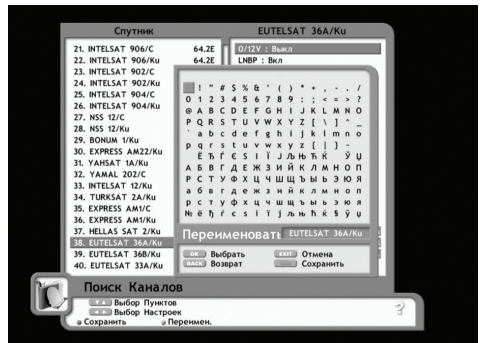 Спутник
EUTELSAT 36A/Ku
21. INTELSAT 906/C 64.2E
22. INTELSAT 906/Ku 64.2E
23. INTELSAT 902/C
24. INTELSAT 902/Ku
25. INTELSAT 904/C
26. INTELSAT 904/Ku
27. NSS 12/C
28. NSS 12/Ku
29. BONUM 1/Ku
30. EXPRESS AM22/Ku
31. YAHSAT 1A/Ku
32. YAMAL 202/C
33. INTELSAT 12/Ku
34. TURKSAT 2A/Ku
35. EXPRESS AM1/C
36. EXPRESS AM1/Ku
37. HELLAS SAT 2/Ku
38. EUTELSAT 36A/Ku
39. EUTELSAT 36B/Ku
40. EUTELSAT 33A/Ku
0/12V : Выкл
LNBP : Вкл
! " # $ % & ' ( ) * + , - . /
0 1 2 3 4 5 6 7 8 9 : ; < = > ?
@ A B C D E F G H I J K L M N O
P Q R S T U V W X Y Z [ \ ] ^ _
` a b c d e f g h i j k l m n o
p q r s t u v w x y z { | } ~
Ё Ђ Ѓ Є Ѕ І Ї Ј Љ Њ Ћ Ќ Ў Џ
А Б В Г Д Е Ж З И Й К Л М Н О П
Р С Т У Ф Х Ц Ч Ш Щ Ъ Ы Ь Э Ю Я
а б в г д е ж з и й к л м н о п
р с т у ф х ц ч ш щ ъ ы ь э ю я
№ ё ђ ѓ є ѕ і ї ј љ њ ћ ќ § ў џ
Переименовать EUTELSAT 36A/Ku
OK Выбрать EXIT Отмена
BACK Возврат Сохранить
Поиск Каналов
Выбор Пунктов
Выбор Настроек
Сохранить Переимен.
?